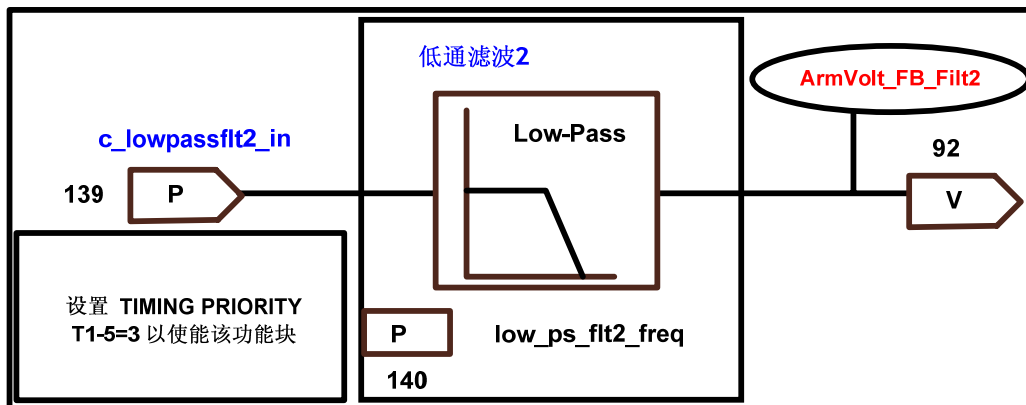 低通滤波2
ArmVolt_FB_Filt2
Low-Pass
c_lowpassflt2_in
92
139
P
V
设置 TIMING PRIORITY
T1-5=3 以使能该功能块
P
low_ps_flt2_freq
140